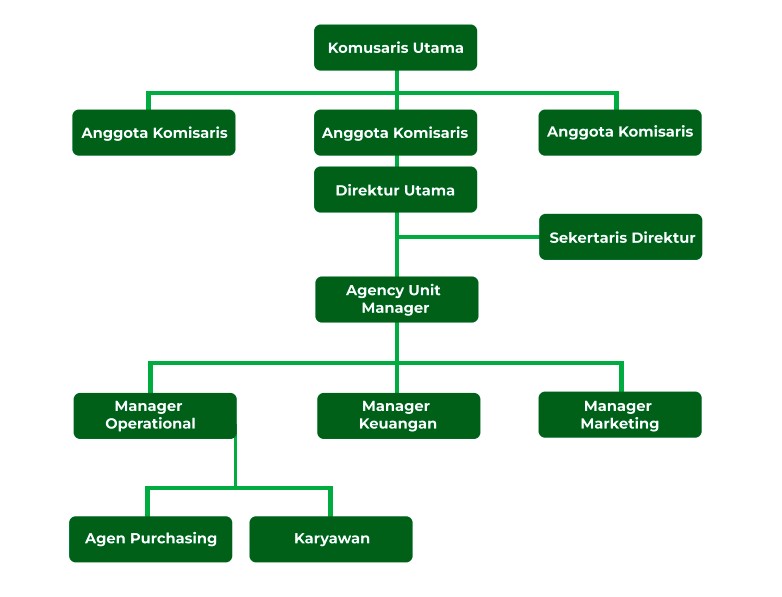 Komusaris Utama
Anggota Komisaris
Anggota Komisaris
Anggota Komisaris
Direktur Utama
Sekertaris Direktur
Agency Unit
Manager
Manager
Operational
Manager
Keuangan
Manager
Marketing
Agen Purchasing
Karyawan